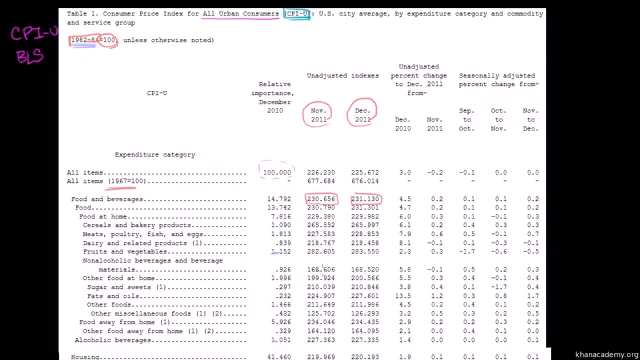 Table 1. Consumer Price Index for All Urban Consumers (CPI-U): U.S. city average, by expenditure category and commodity
and service group
CPI-U
(1982-84=100, unless otherwise noted)
BLS
CPI-U
Relative importance, December 2010
Unadjusted indexes
Nov. 2011
Dec. 2011
Unadjusted percent change to Dec. 2011 from-
Dec. 2010
Nov. 2011
Seasonally adjusted percent change from-
Sep. to Oct.
Oct. to Nov.
Nov. to Dec.
Expenditure category
All items 100.000 226.230 225.672 3.0 -0.2 -0.1 0.0 0.0
All items (1967=100) - 677.684 676.014 - - - - -
Food and beverages 14.792 230.656 231.130 4.5 0.2 0.1 0.1 0.2
Food 13.742 230.790 231.301 4.7 0.2 0.1 0.1 0.2
Food at home 7.816 229.380 229.982 6.0 0.3 0.1 -0.1 0.3
Cereals and bakery products 1.090 265.552 265.997 6.1 0.2 0.4 0.3 0.3
Meats, poultry, fish, and eggs 1.813 227.583 228.853 7.9 0.6 0.5 -0.1 0.7
Dairy and related products (1) .839 218.767 218.458 8.1 -0.1 0.1 0.3 -0.1
Fruits and vegetables 1.152 282.605 283.550 2.3 0.3 -1.7 -0.6 -0.5
Nonalcoholic beverages and beverage
materials .926 168.606 168.520 5.8 -0.1 0.5 0.2 0.3
Other food at home 1.996 199.924 200.566 5.5 0.3 0.4 -0.1 0.4
Sugar and sweets (1) .297 210.039 210.846 3.8 0.4 0.1 -1.7 0.4
Fats and oils .232 224.907 227.601 13.5 1.2 0.3 0.8 1.7
Other foods 1.466 211.649 211.986 5.0 0.2 0.4 0.0 0.2
Other miscellaneous foods (1) (2) .432 125.702 126.293 3.2 0.5 0.3 0.2 0.5
Food away from home (1) 5.926 234.046 234.435 2.9 0.2 0.2 0.3 0.2
Other food away from home (1) (2) .329 164.320 164.095 2.1 -0.1 0.4 0.0 -0.1
Alcoholic beverages 1.051
Housing 41.460 219.969 220.193 1.9 0.1 0.1 0.1 0.1
khanacademy.org